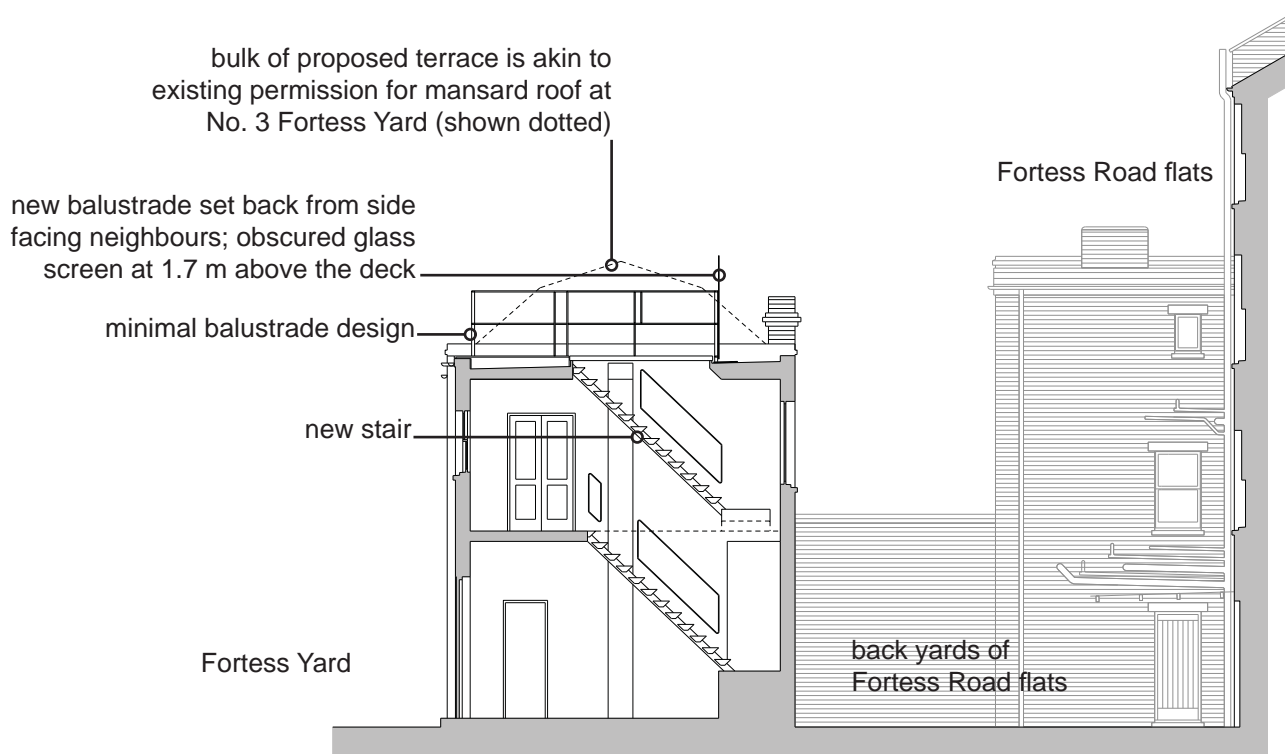 bulk of proposed terrace is akin to
existing permission for mansard roof at
No. 3 Fortess Yard (shown dotted)
Fortess Road flats
new balustrade set back from side
facing neighbours; obscured glass
screen at 1.7 m above the deck
minimal balustrade design
new stair
Fortess Yard
back yards of
Fortess Road flats